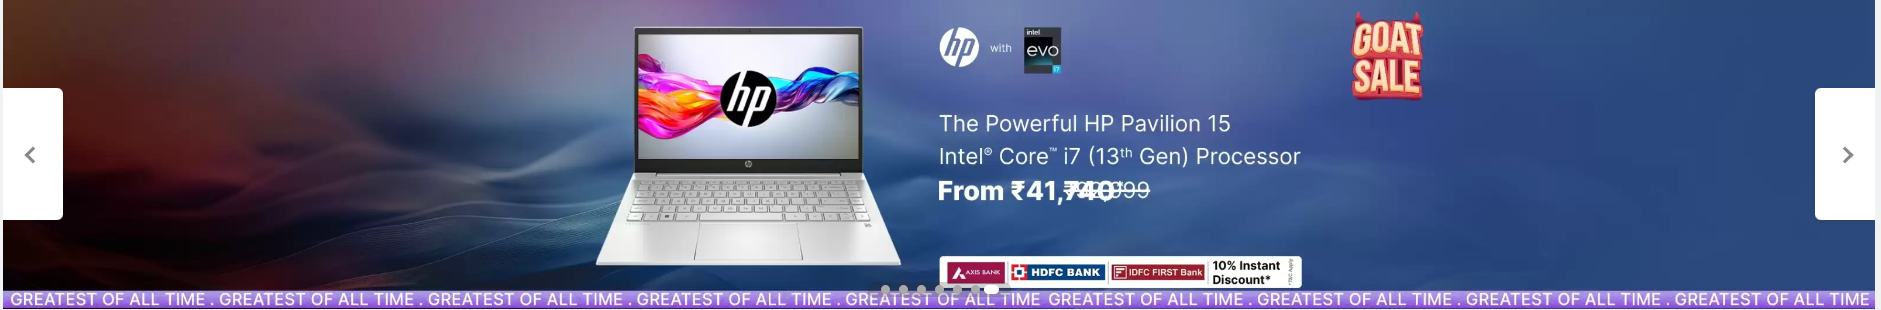 hp with intel evo i7
GOAT
SALE
hp
The Powerful HP Pavilion 15
Intel® Core™ i7 (13th Gen) Processor
From ₹41,740*
AXIS BANK HDFC BANK IDFC FIRST Bank 10% Instant
Discount*
*T&C Apply
GREATEST OF ALL TIME . GREATEST OF ALL TIME . GREATEST OF ALL TIME . GREATEST OF ALL TIME . GREATEST OF ALL TIME GREATEST OF ALL TIME . GREATEST OF ALL TIME . GREATEST OF ALL TIME . GREATEST OF ALL TIME